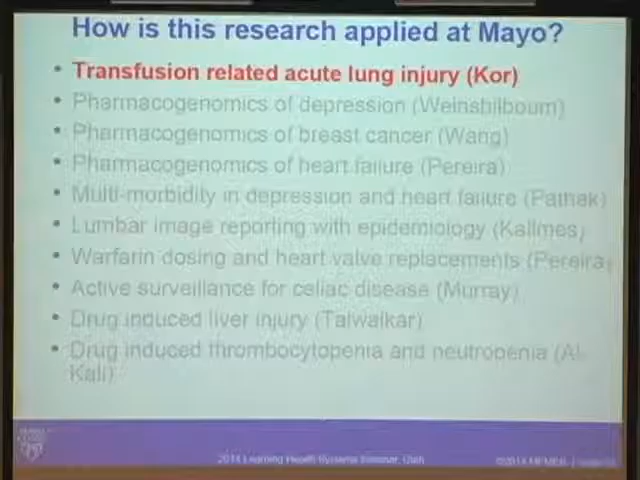 How is this research applied at Mayo?
• Transfusion related acute lung injury (Kor)
• Pharmacogenomics of depression (Weinshilboum)
• Pharmacogenomics of breast cancer (Wang)
• Pharmacogenomics of heart failure (Pereira)
• Multi-morbidity in depression and heart failure (Pathak)
• Lumbar image reporting with epidemiology (Kallmes)
• Warfarin dosing and heart valve replacements (Pereira)
• Active surveillance for celiac disease (Murray)
• Drug induced liver injury (Talwalkar)
• Drug induced thrombocytopenia and neutropenia (Al-
Kali)
2014 Learning Health Systems Seminar, Utah
©2014 MFMER |